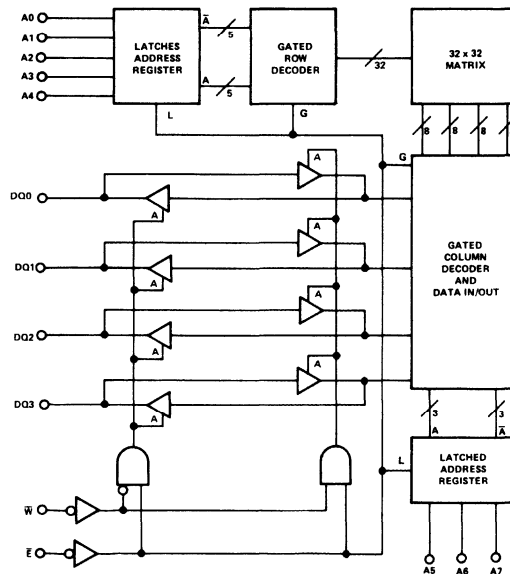 A0
A1
A2
A3
A4
LATCHES
ADDRESS
REGISTER
A̅
5
A
5
L
GATED
ROW
DECODER
G
32
32 x 32
MATRIX
8
8
8
G
GATED
COLUMN
DECODER
AND
DATA IN/OUT
DQ0
A
A
DQ1
A
A
DQ2
A
A
DQ3
A
A
3
A
3
A̅
L
LATCHED
ADDRESS
REGISTER
A5
A6
A7
W̅
E̅